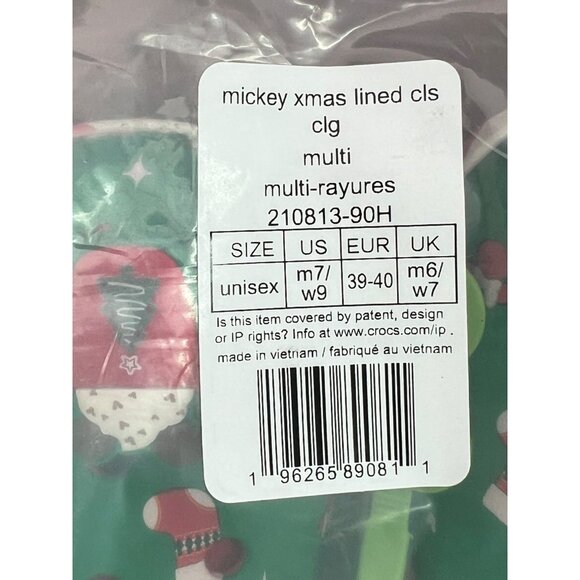 mickey xmas lined cls
clg
multi
multi-rayures
210813-90H
SIZE US EUR UK
unisex m7/ w9 39-40 m6/ w7
Is this item covered by patent, design
or IP rights? Info at www.crocs.com/ip .
made in vietnam / fabriqué au vietnam
1 96265 89081 1